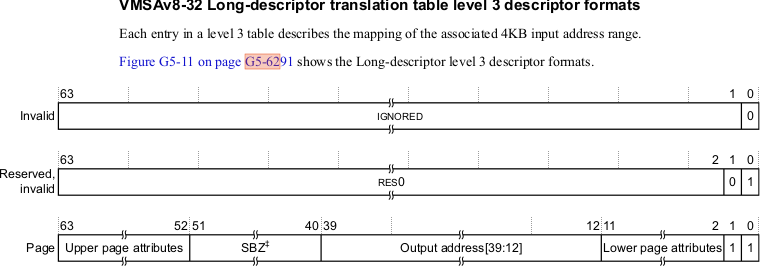 VMSAv8-32 Long-descriptor translation table level 3 descriptor formats
Each entry in a level 3 table describes the mapping of the associated 4KB input address range.
Figure G5-11 on page G5-6291 shows the Long-descriptor level 3 descriptor formats.
63 1 0
Invalid IGNORED 0
63 2 1 0
Reserved, invalid RES0 0 1
63 52 51 40 39 12 11 2 1 0
Page Upper page attributes SBZ‡ Output address[39:12] Lower page attributes 1 1